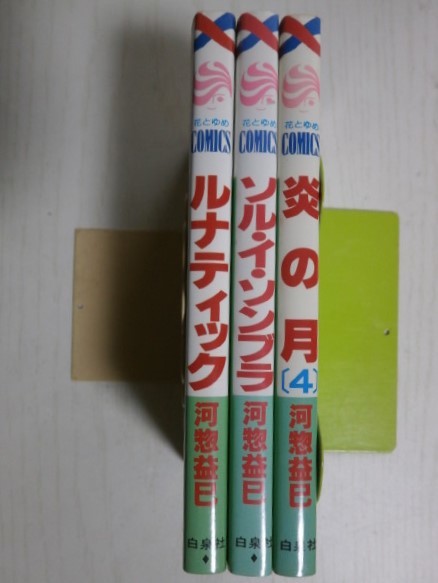 花とゆめ
COMICS
ルナティック
河惣益巳
白泉社
花とゆめ
COMICS
ソル・イ・ソンブラ
河惣益巳
白泉社
花とゆめ
COMICS
炎の月
〔4〕
河惣益巳
白泉社